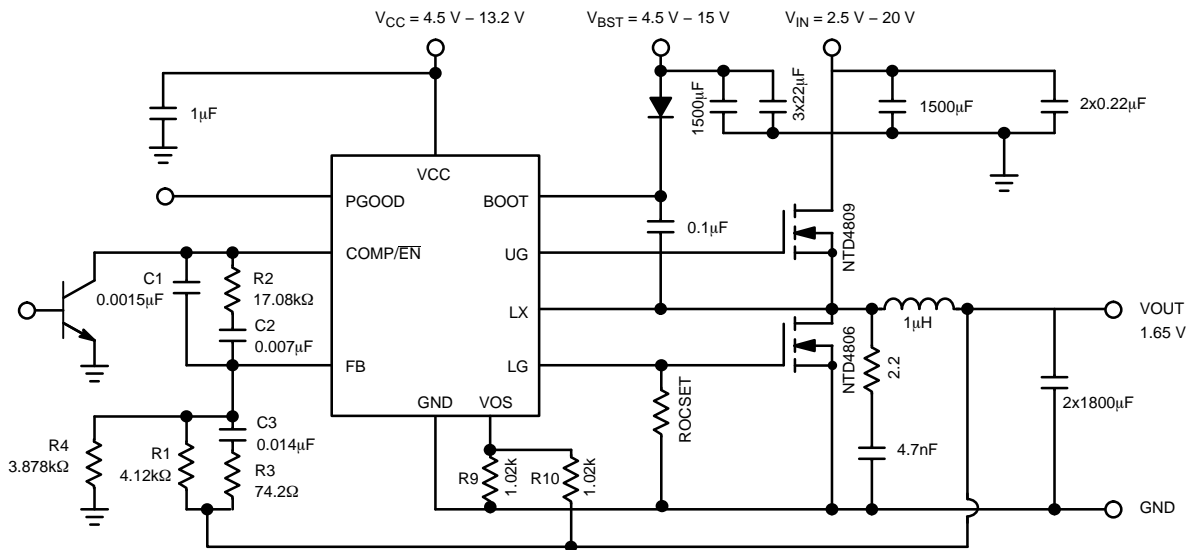 V_CC = 4.5 V – 13.2 V
V_BST = 4.5 V – 15 V
V_IN = 2.5 V – 20 V
1μF
1500μF
3x22μF
1500μF
2x0.22μF
VCC
PGOOD
BOOT
0.1μF
NTD4809
COMP/EN
UG
C1
0.0015μF
R2
17.08kΩ
LX
1μH
VOUT
1.65 V
C2
0.007μF
FB
LG
NTD4806
2.2
GND
VOS
ROCSET
2x1800μF
C3
0.014μF
R4
3.878kΩ
R1
4.12kΩ
R3
74.2Ω
R9
1.02k
R10
1.02k
4.7nF
GND